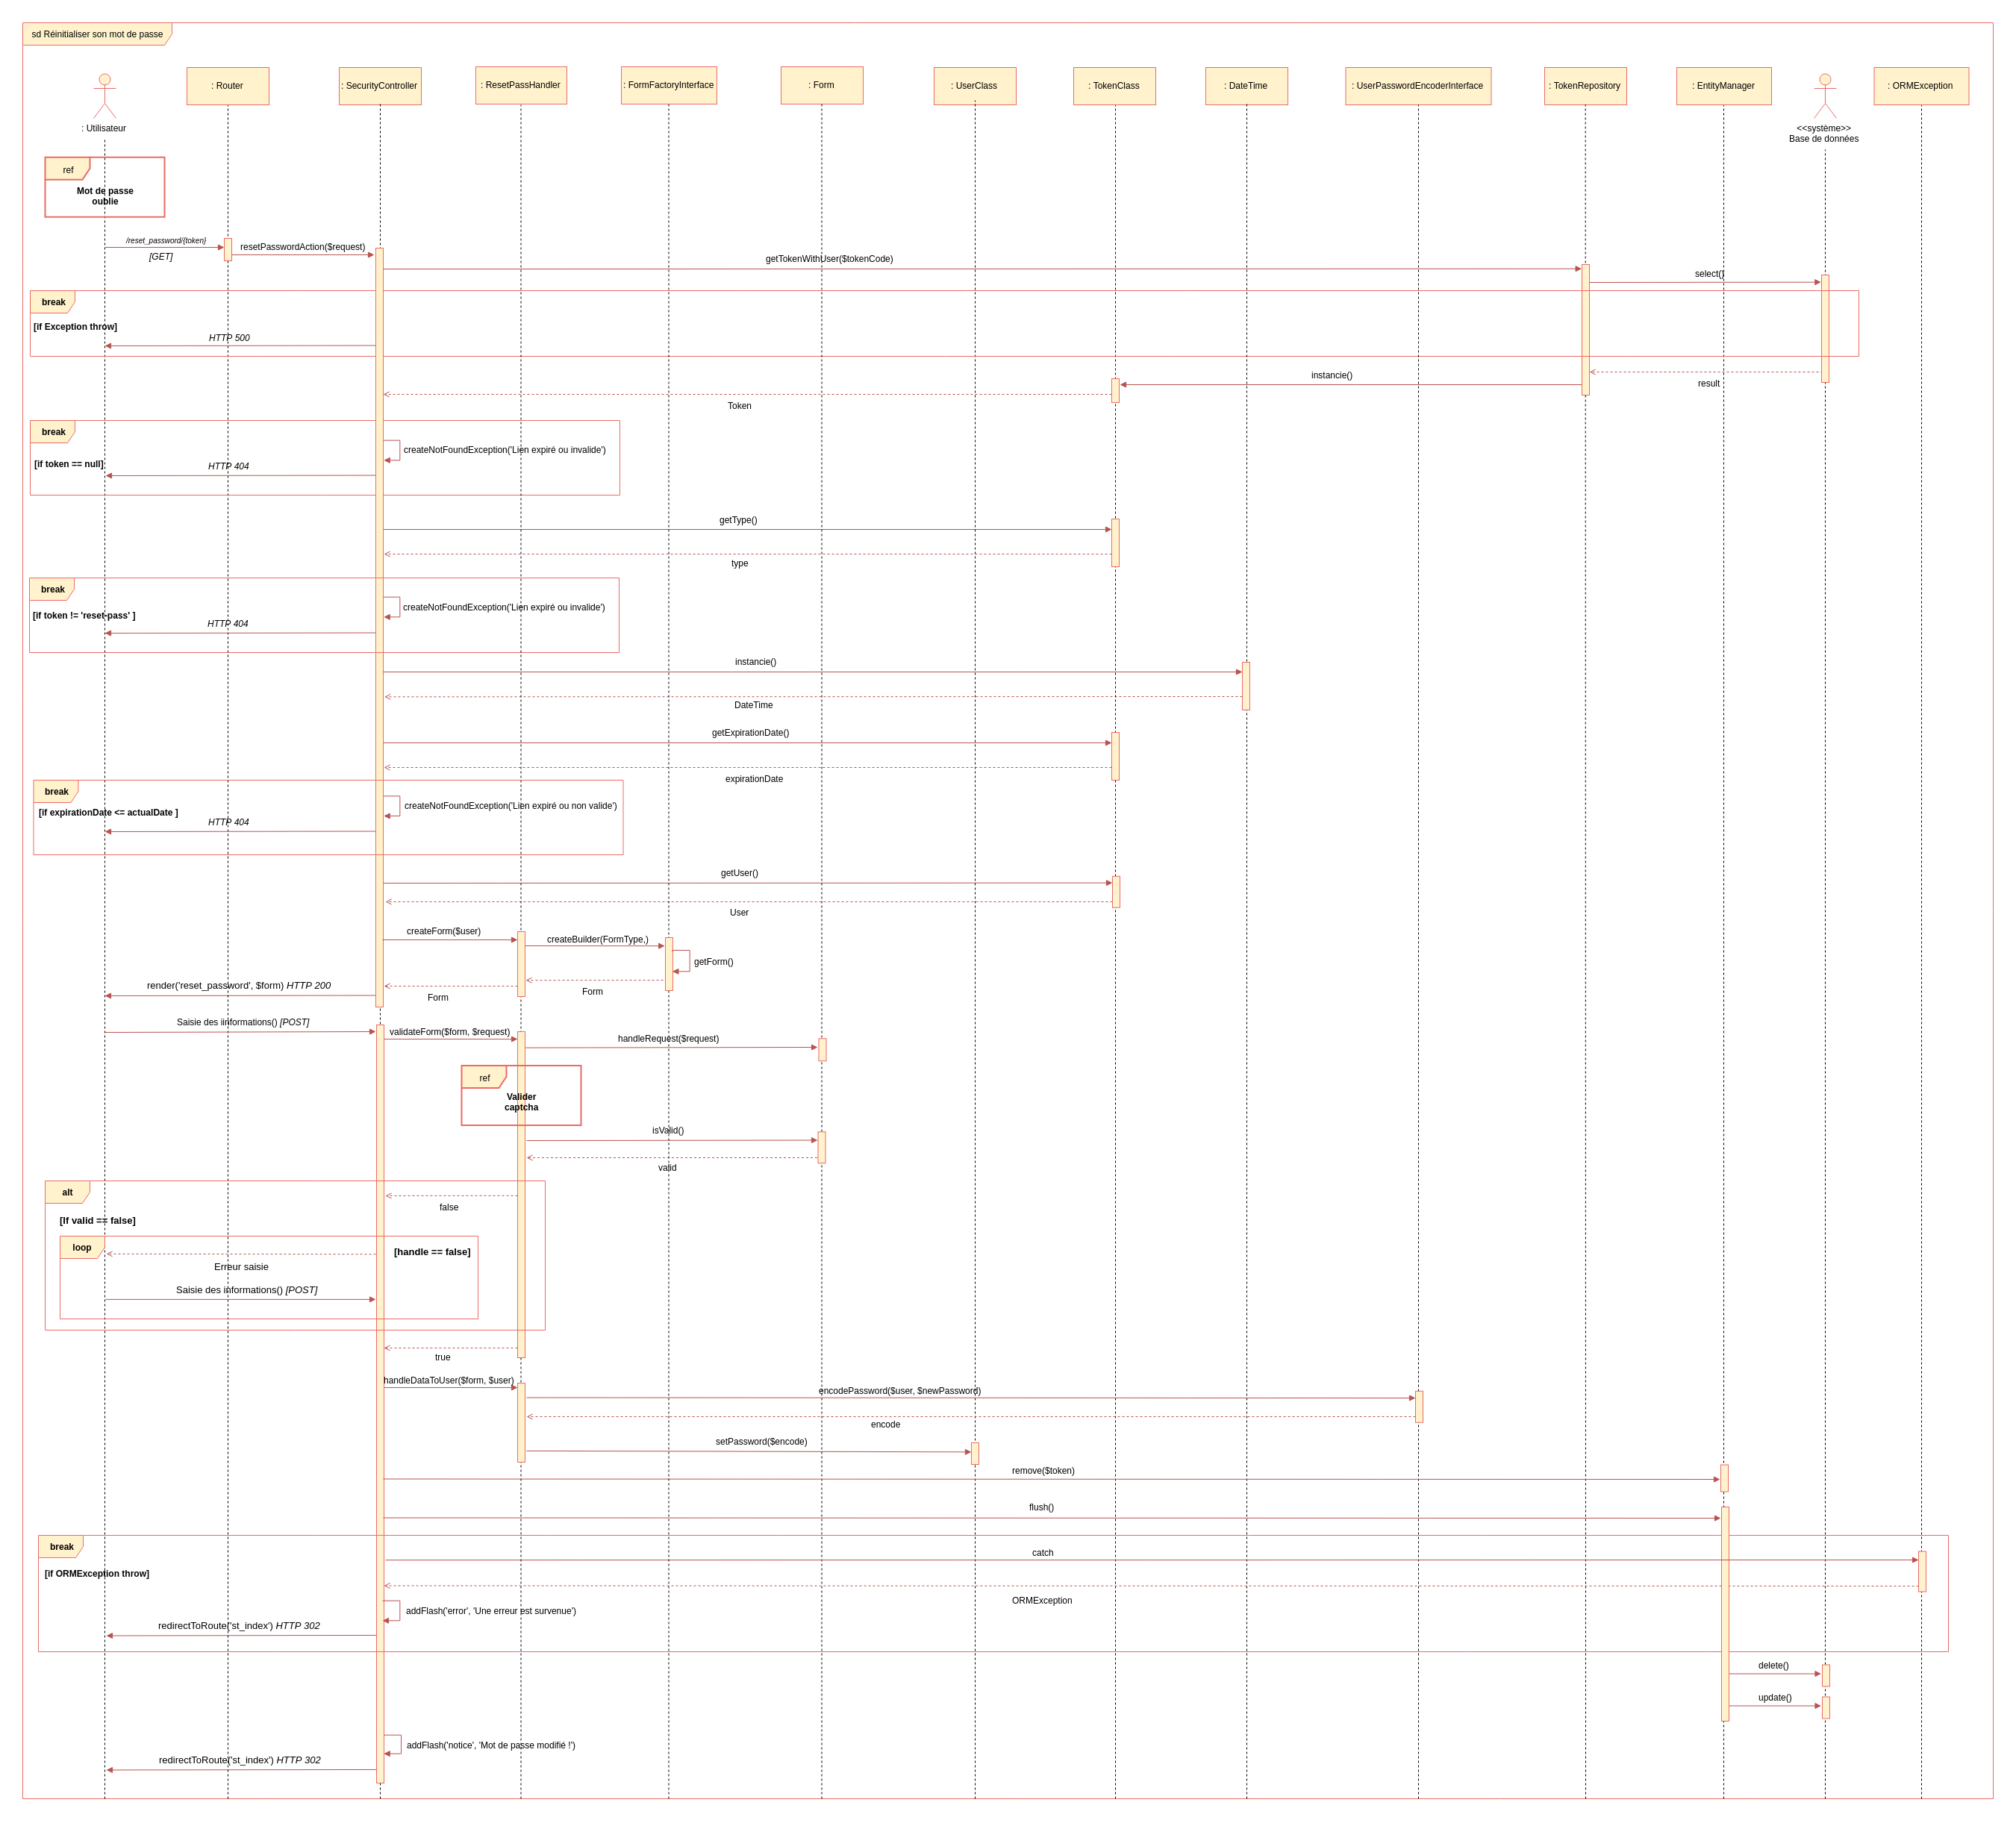 sd Réinitialiser son mot de passe
: Utilisateur
: Router
: SecurityController
: ResetPassHandler
: FormFactoryInterface
: Form
: UserClass
: TokenClass
: DateTime
: UserPasswordEncoderInterface
: TokenRepository
: EntityManager
<<système>>
Base de données
: ORMException
ref
Mot de passe
oublie
/reset_password/{token}
[GET]
resetPasswordAction($request)
getTokenWithUser($tokenCode)
select()
break
[if Exception throw]
HTTP 500
result
instancie()
Token
break
createNotFoundException('Lien expiré ou invalide')
[if token == null]
HTTP 404
getType()
type
break
createNotFoundException('Lien expiré ou invalide')
[if token != 'reset-pass' ]
HTTP 404
instancie()
DateTime
getExpirationDate()
expirationDate
break
createNotFoundException('Lien expiré ou non valide')
[if expirationDate <= actualDate ]
HTTP 404
getUser()
User
createForm($user)
createBuilder(FormType,)
getForm()
Form
Form
render('reset_password', $form) HTTP 200
Saisie des iinformations() [POST]
validateForm($form, $request)
handleRequest($request)
ref
Valider
captcha
isValid()
valid
alt
false
[If valid == false]
loop
[handle == false]
Erreur saisie
Saisie des informations() [POST]
true
handleDataToUser($form, $user)
encodePassword($user, $newPassword)
encode
setPassword($encode)
remove($token)
flush()
break
catch
[if ORMException throw]
ORMException
addFlash('error', 'Une erreur est survenue')
redirectToRoute('st_index') HTTP 302
delete()
update()
addFlash('notice', 'Mot de passe modifié !')
redirectToRoute('st_index') HTTP 302